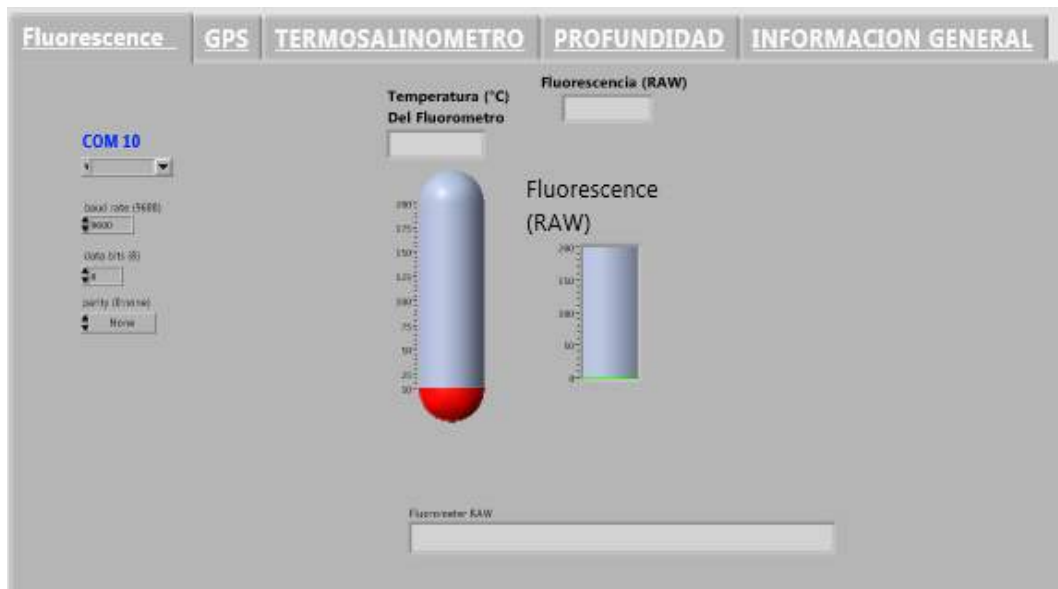 Fluorescence
GPS
TERMOSALINOMETRO
PROFUNDIDAD
INFORMACION GENERAL
Temperatura (°C)
Del Fluorometro
Fluorescencia (RAW)
COM 10
baud rate (9600)
9600
data bits (8)
8
parity (0:none)
None
Fluorescence
(RAW)
200
175
150
125
100
75
50
25
10
200
150
100
50
0
Fluorometer RAW